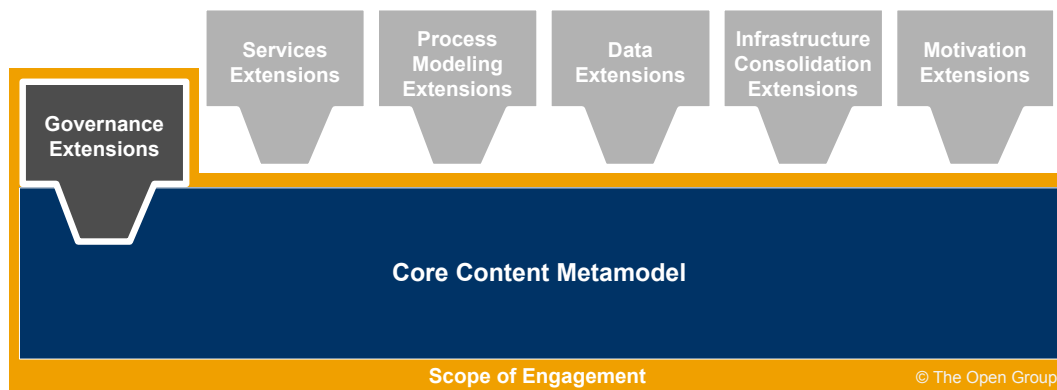 Services
Extensions
Process
Modeling
Extensions
Data
Extensions
Infrastructure
Consolidation
Extensions
Motivation
Extensions
Governance
Extensions
Core Content Metamodel
Scope of Engagement
© The Open Group